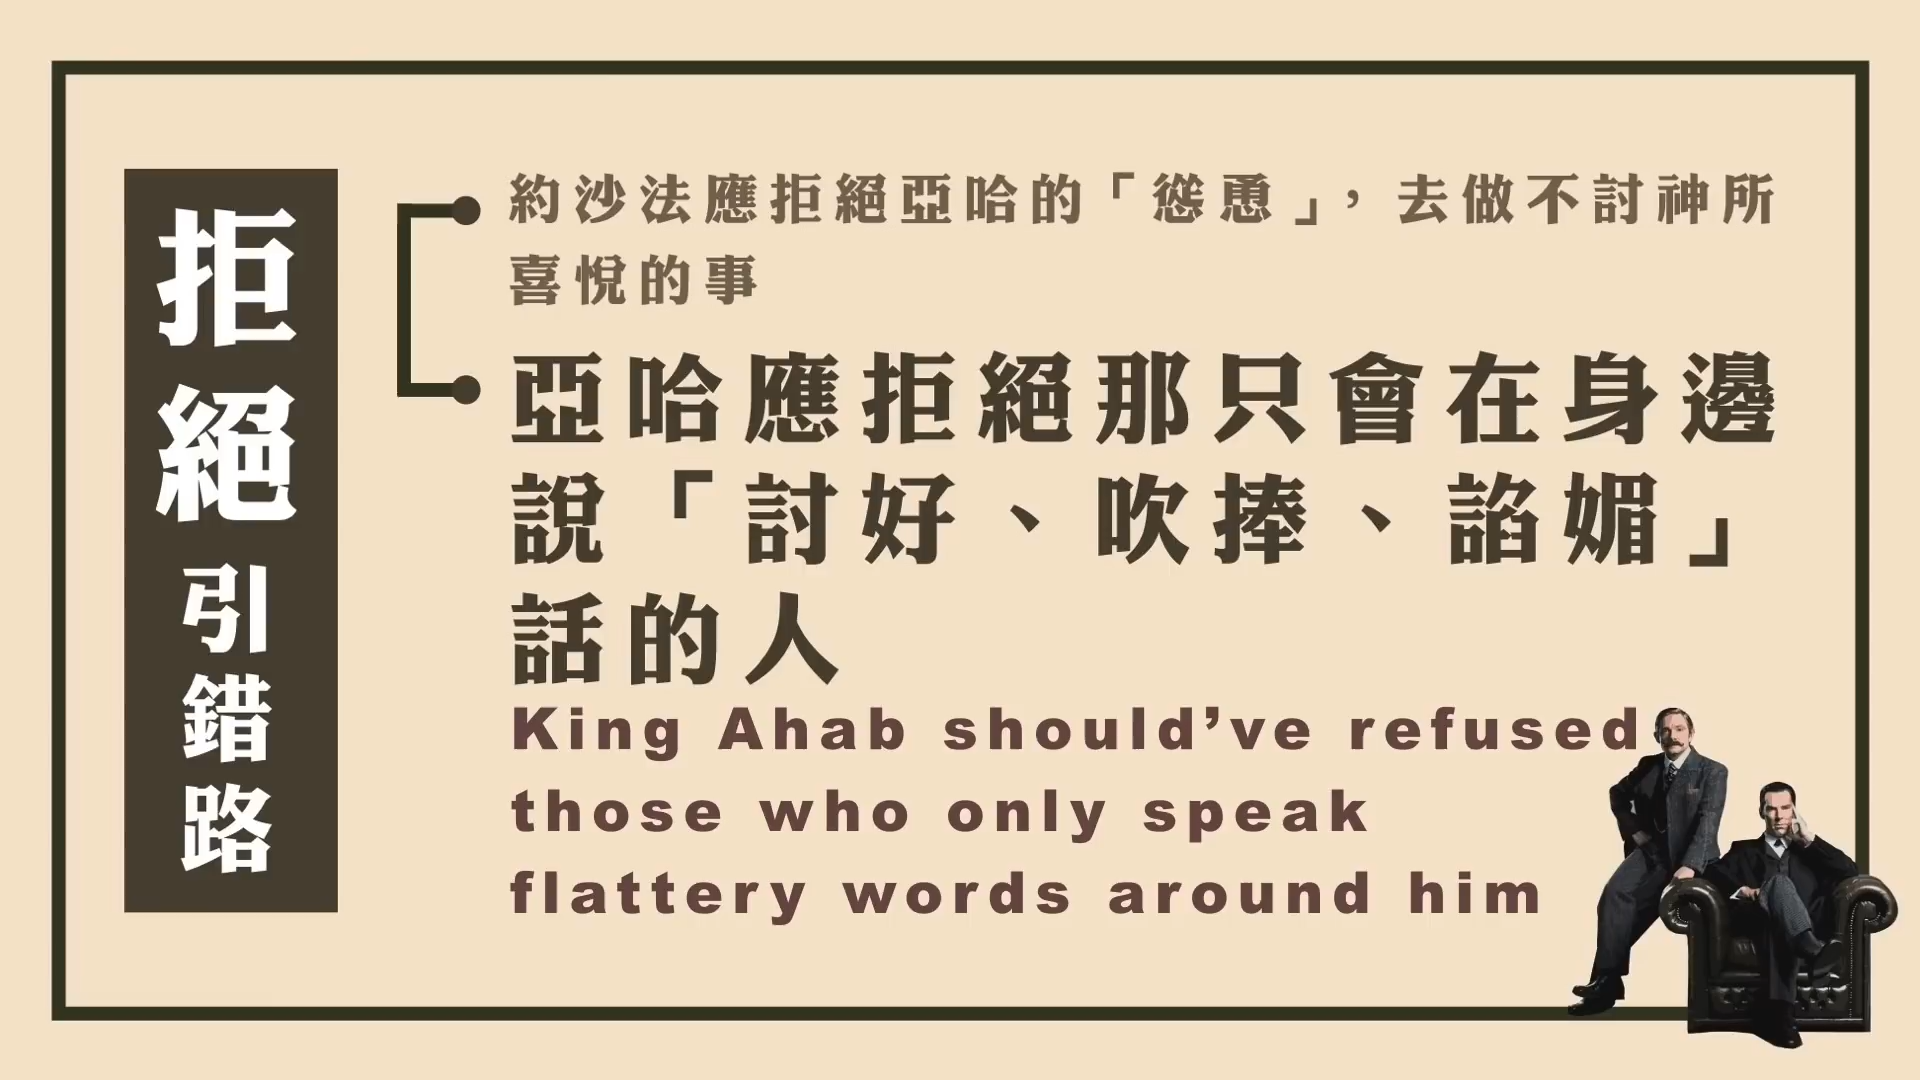 拒絕引錯路
約沙法應拒絕亞哈的「慫恿」，去做不討神所
喜悅的事
亞哈應拒絕那只會在身邊
說「討好、吹捧、諂媚」
話的人
King Ahab should’ve refused
those who only speak
flattery words around him